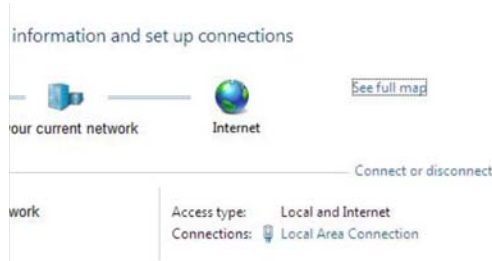 information and set up connections
See full map
your current network Internet
Connect or disconnect
work Access type: Local and Internet
Connections: Local Area Connection